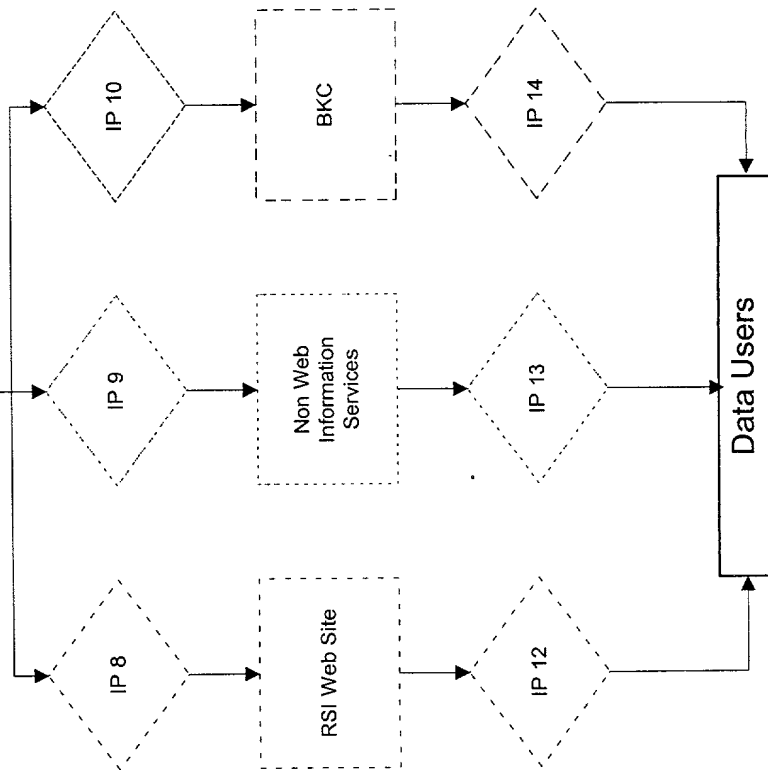 IP 8
IP 9
IP 10
RSI Web Site
Non Web
Information
Services
BKC
IP 12
IP 13
IP 14
Data Users